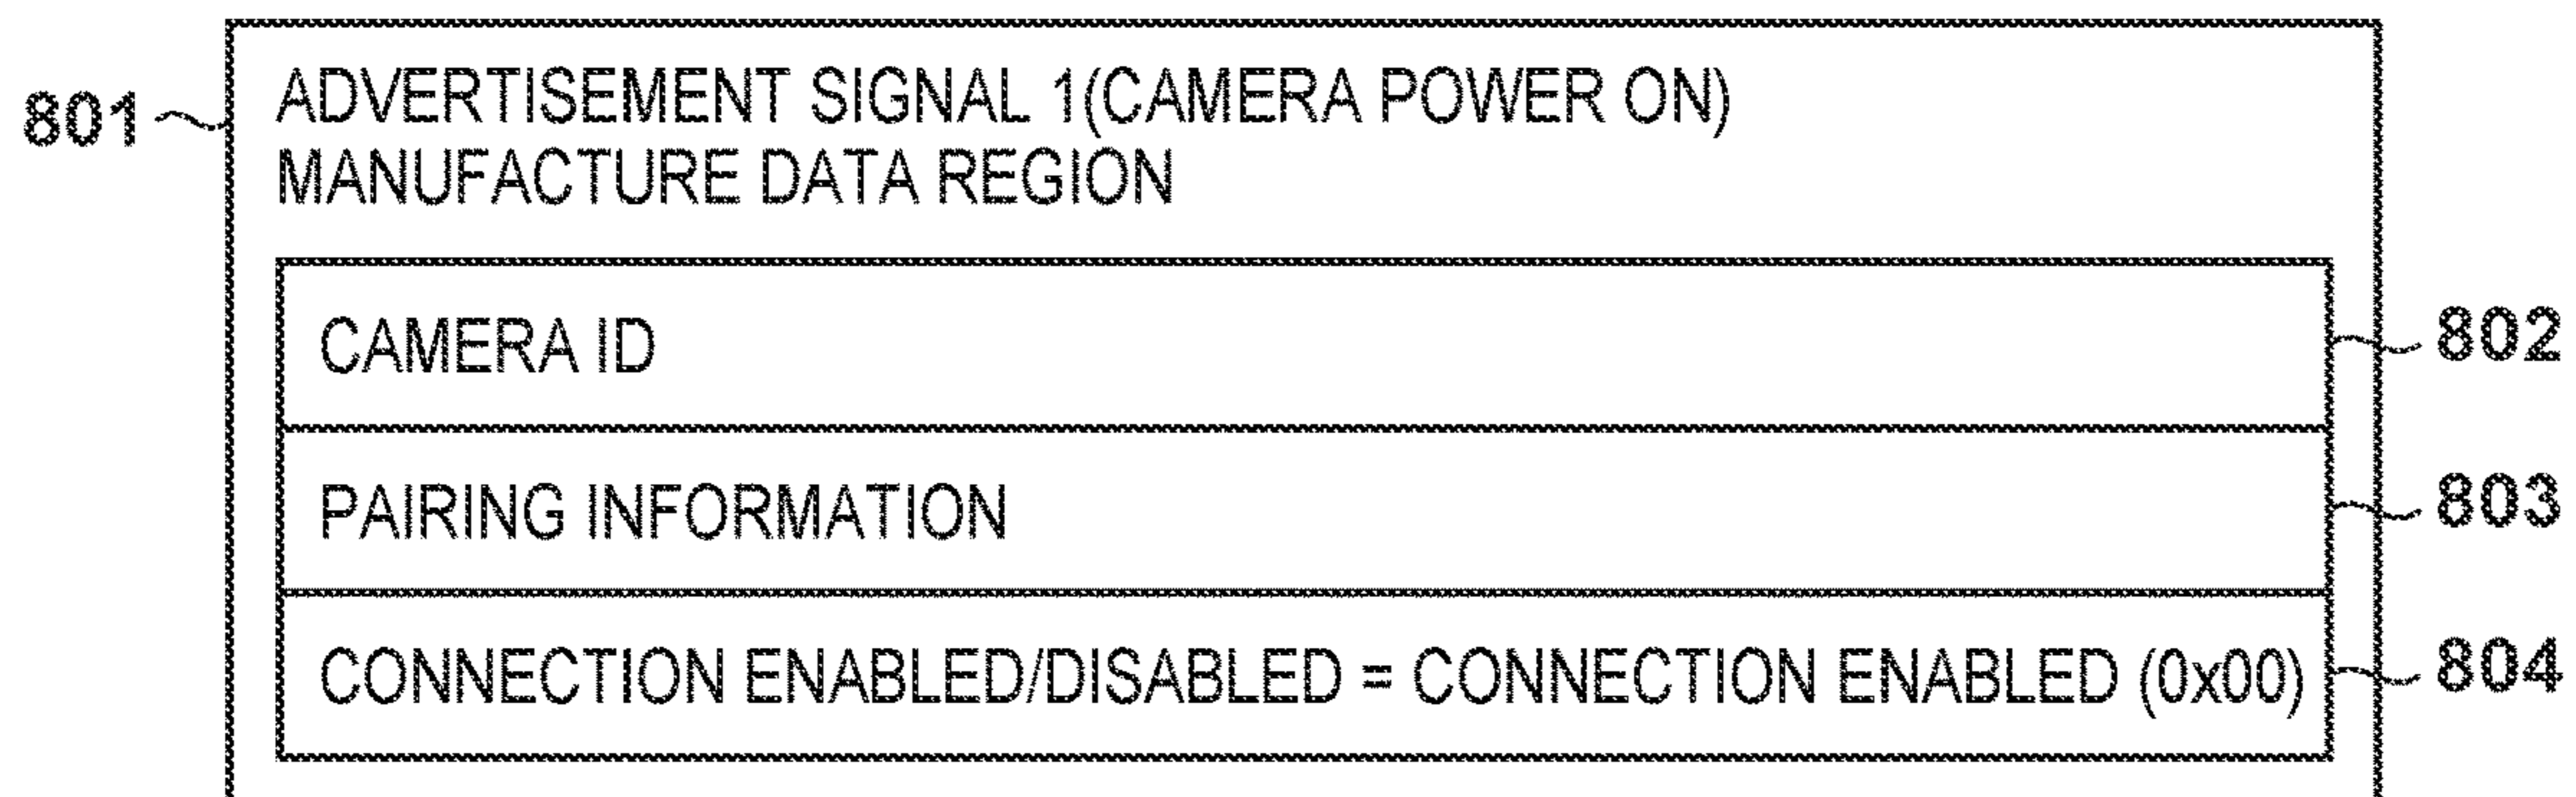 801
ADVERTISEMENT SIGNAL 1(CAMERA POWER ON)
MANUFACTURE DATA REGION
CAMERA ID
802
PAIRING INFORMATION
803
CONNECTION ENABLED/DISABLED = CONNECTION ENABLED (0x00)
804